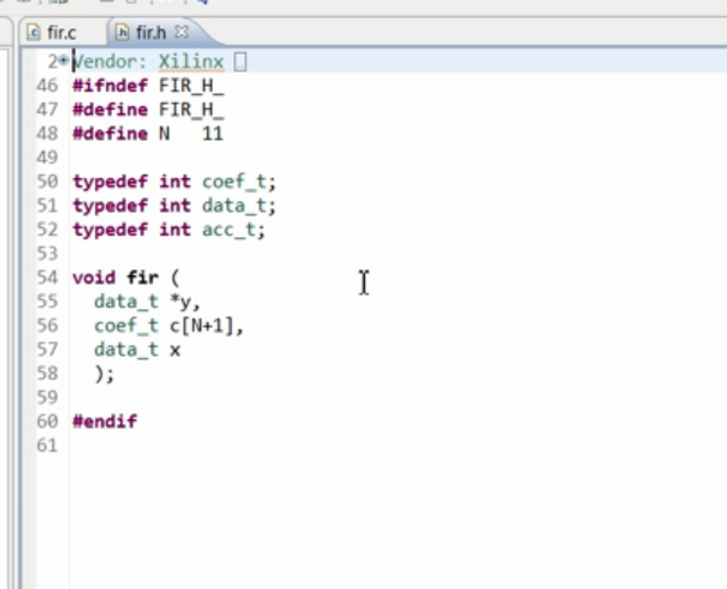 fir.c fir.h
2 Vendor: Xilinx
46 #ifndef FIR_H_
47 #define FIR_H_
48 #define N   11
49
50 typedef int coef_t;
51 typedef int data_t;
52 typedef int acc_t;
53
54 void fir (
55   data_t *y,
56   coef_t c[N+1],
57   data_t x
58   );
59
60 #endif
61